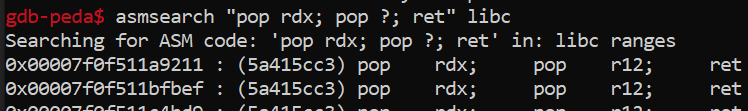 gdb-peda$ asmsearch "pop rdx; pop ?; ret" libc
Searching for ASM code: 'pop rdx; pop ?; ret' in: libc ranges
0x00007f0f511a9211 : (5a415cc3) pop    rdx;    pop    r12;    ret
0x00007f0f511bfbef : (5a415cc3) pop    rdx;    pop    r12;    ret